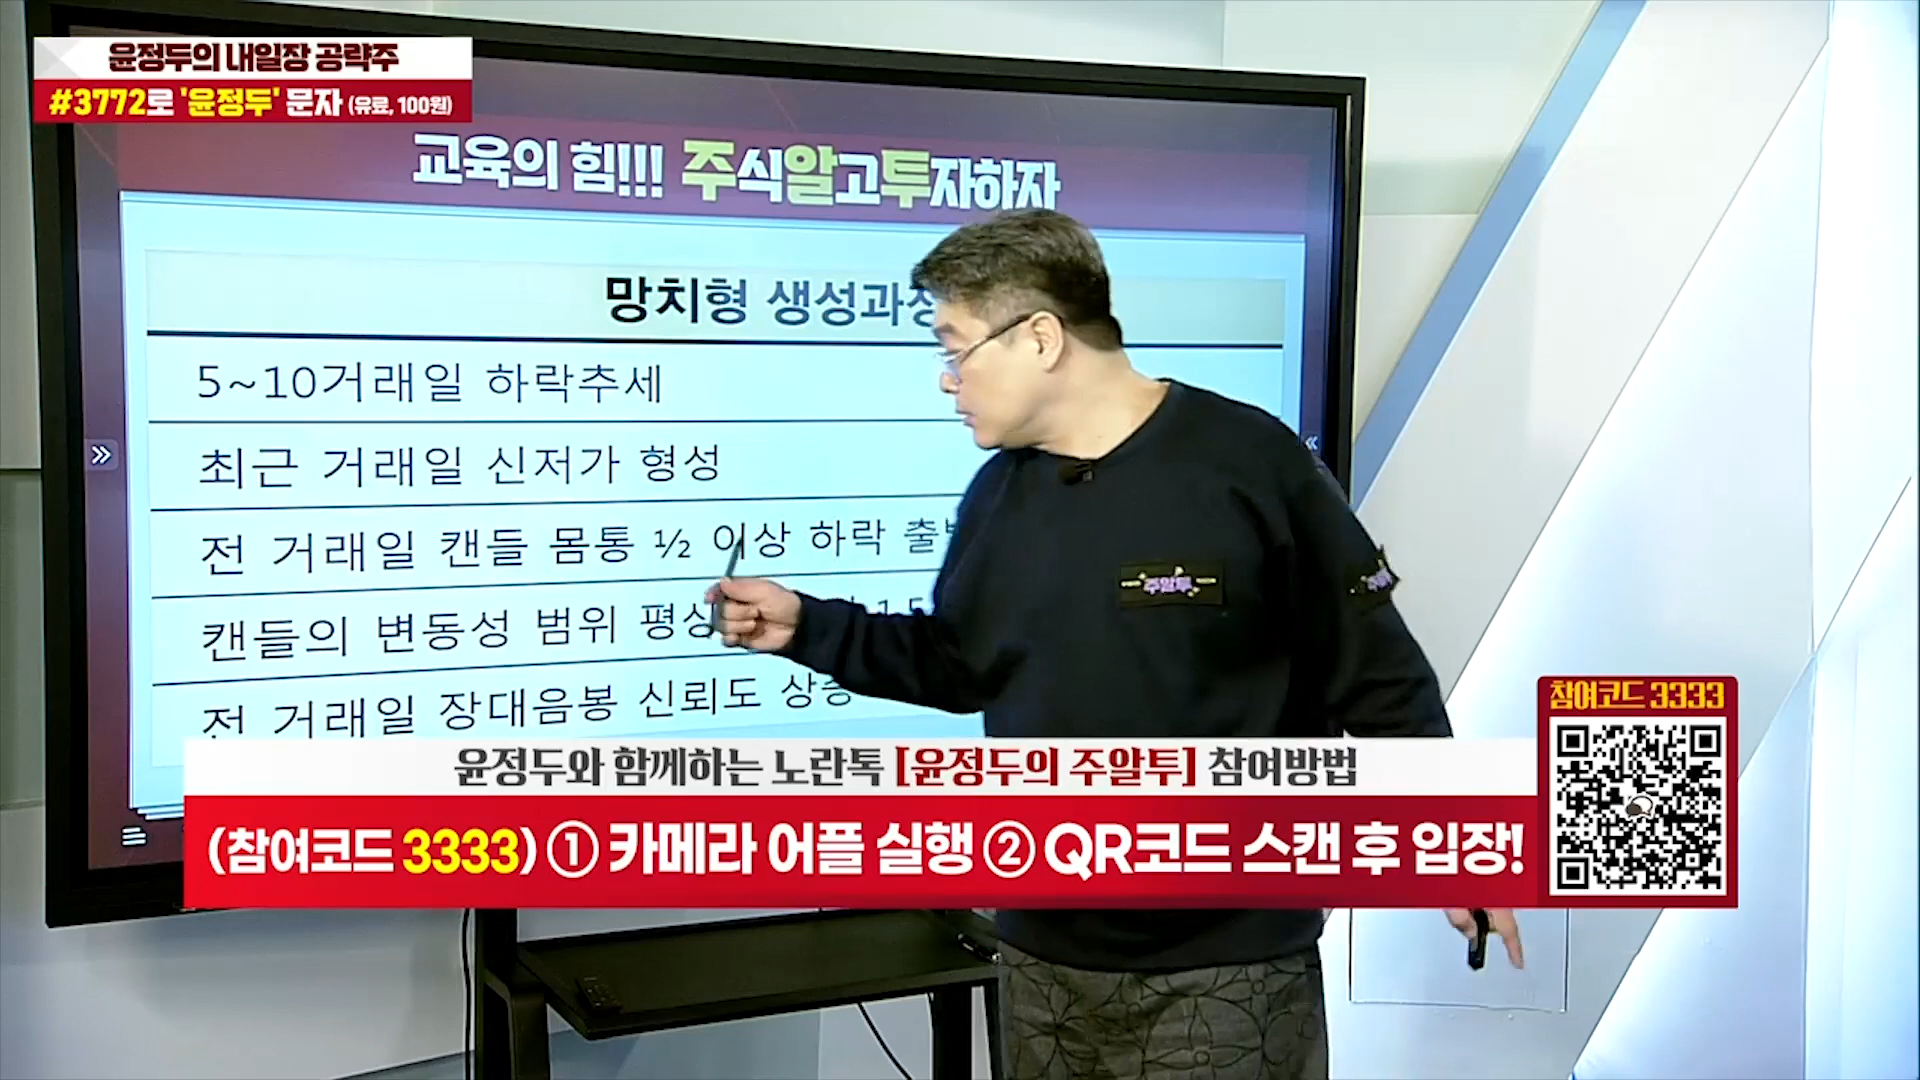 윤정두의 내일장 공략주
#3772로 '윤정두' 문자 (유료, 100원)
교육의 힘!!! 주식알고투자하자
망치형 생성과정
5~10거래일 하락추세
최근 거래일 신저가 형성
전 거래일 캔들 몸통 ½ 이상 하락
캔들의 변동성 범위
전 거래일 장대음봉 신뢰도 상승
주알투
참여코드 3333
윤정두와 함께하는 노란톡 [윤정두의 주알투] 참여방법
(참여코드 3333) ① 카메라 어플 실행 ② QR코드 스캔 후 입장!